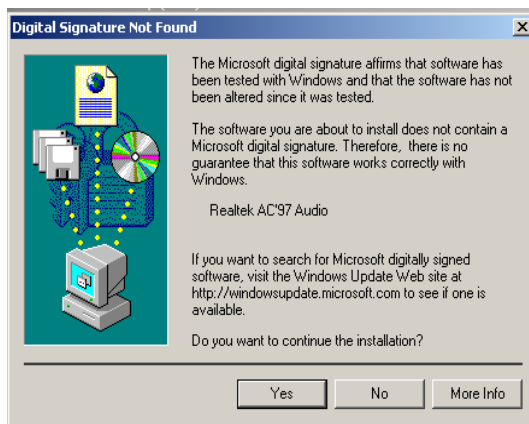 Digital Signature Not Found
The Microsoft digital signature affirms that software has
been tested with Windows and that the software has not
been altered since it was tested.
The software you are about to install does not contain a
Microsoft digital signature. Therefore, there is no
guarantee that this software works correctly with
Windows.
Realtek AC'97 Audio
If you want to search for Microsoft digitally signed
software, visit the Windows Update Web site at
http://windowsupdate.microsoft.com to see if one is
available.
Do you want to continue the installation?
Yes
No
More Info